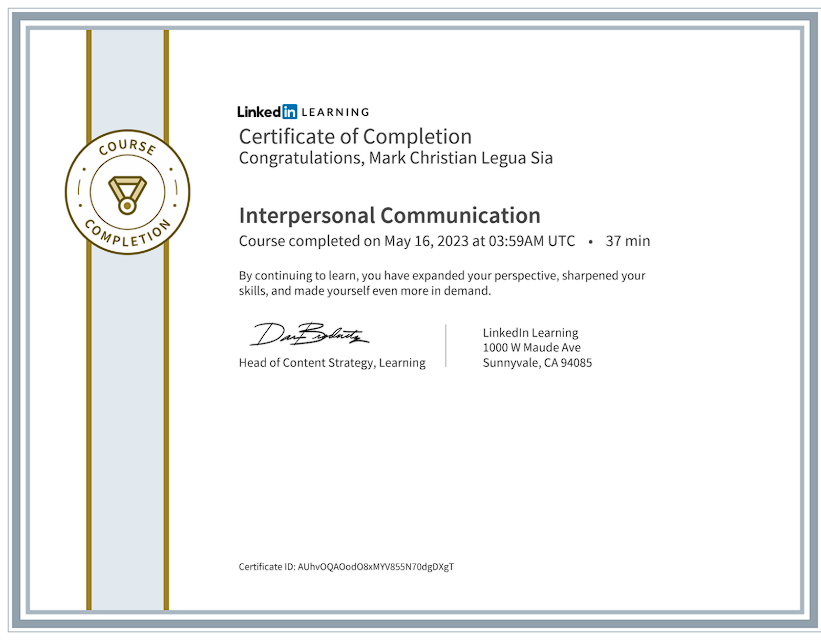 COURSE
COMPLETION
Linked in LEARNING
Certificate of Completion
Congratulations, Mark Christian Legua Sia
Interpersonal Communication
Course completed on May 16, 2023 at 03:59AM UTC • 37 min
By continuing to learn, you have expanded your perspective, sharpened your
skills, and made yourself even more in demand.
Head of Content Strategy, Learning
LinkedIn Learning
1000 W Maude Ave
Sunnyvale, CA 94085
Certificate ID: AUhvOQAOodO8xMYV855N70dgDXgT